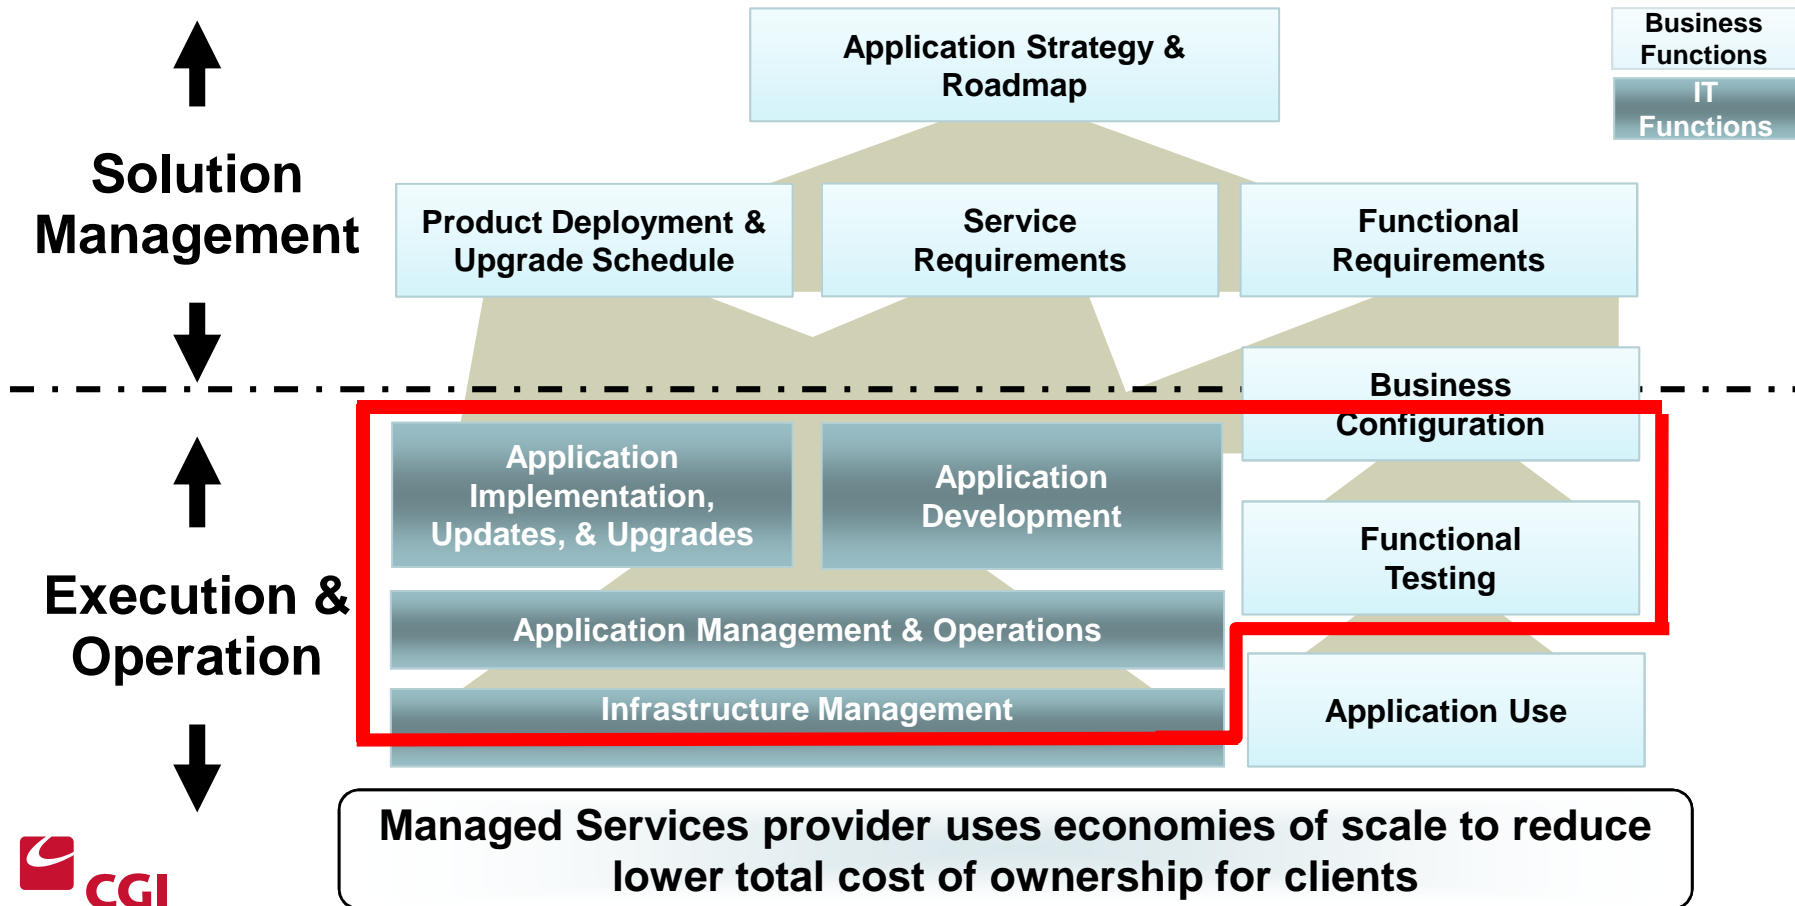 Application Strategy &
Roadmap
Business
Functions
IT
Functions
Solution
Management
Product Deployment &
Upgrade Schedule
Service
Requirements
Functional
Requirements
Business
Configuration
Application
Implementation,
Updates, & Upgrades
Application
Development
Functional
Testing
Execution &
Operation
Application Management & Operations
Infrastructure Management
Application Use
Managed Services provider uses economies of scale to reduce
lower total cost of ownership for clients
CGI